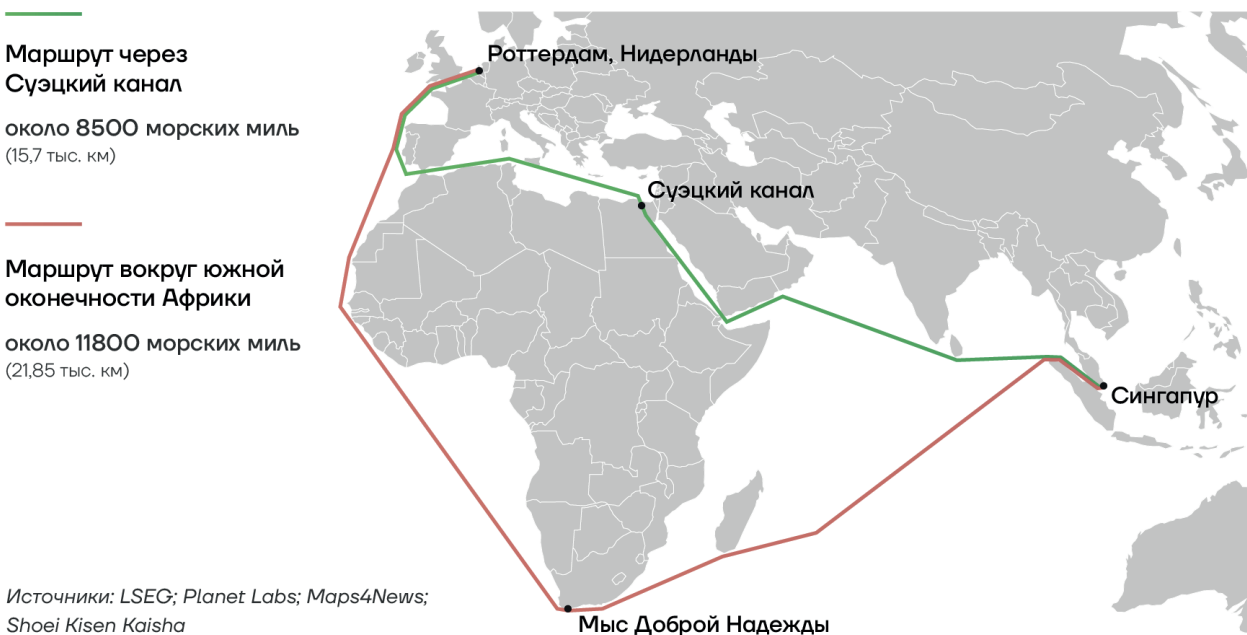 Маршрут через
Суэцкий канал
около 8500 морских миль
(15,7 тыс. км)
Маршрут вокруг южной
оконечности Африки
около 11800 морских миль
(21,85 тыс. км)
Источники: LSEG; Planet Labs; Maps4News;
Shoei Kisen Kaisha
Роттердам, Нидерланды
Суэцкий канал
Сингапур
Мыс Доброй Надежды